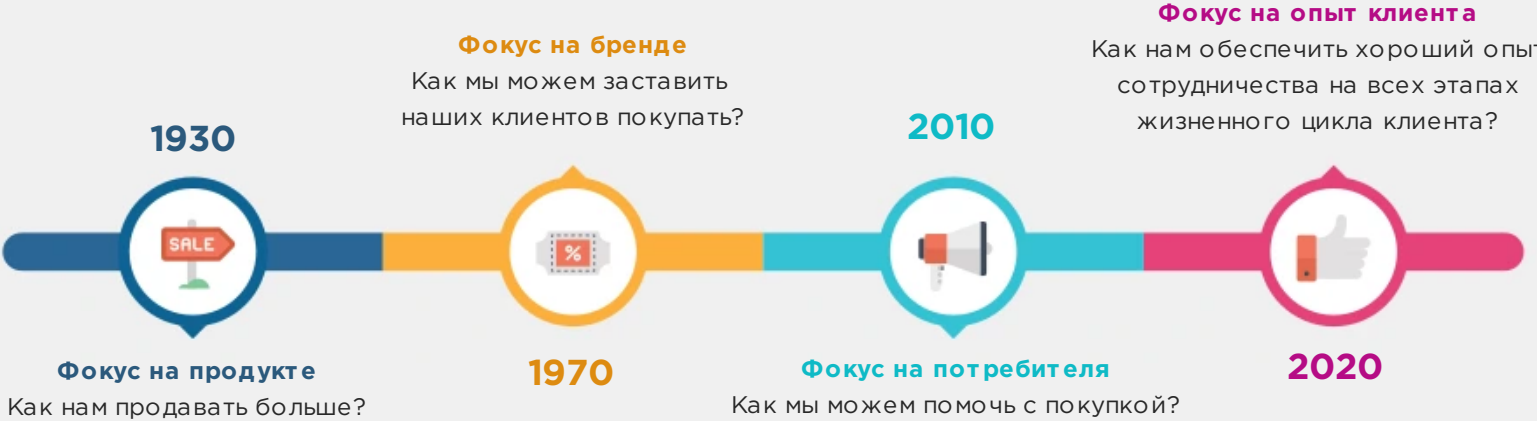 1930
SALE
Фокус на продукте
Как нам продавать больше?
Фокус на бренде
Как мы можем заставить
наших клиентов покупать?
%
1970
2010
Фокус на потребителя
Как мы можем помочь с покупкой?
Фокус на опыт клиента
Как нам обеспечить хороший опыт
сотрудничества на всех этапах
жизненного цикла клиента?
2020